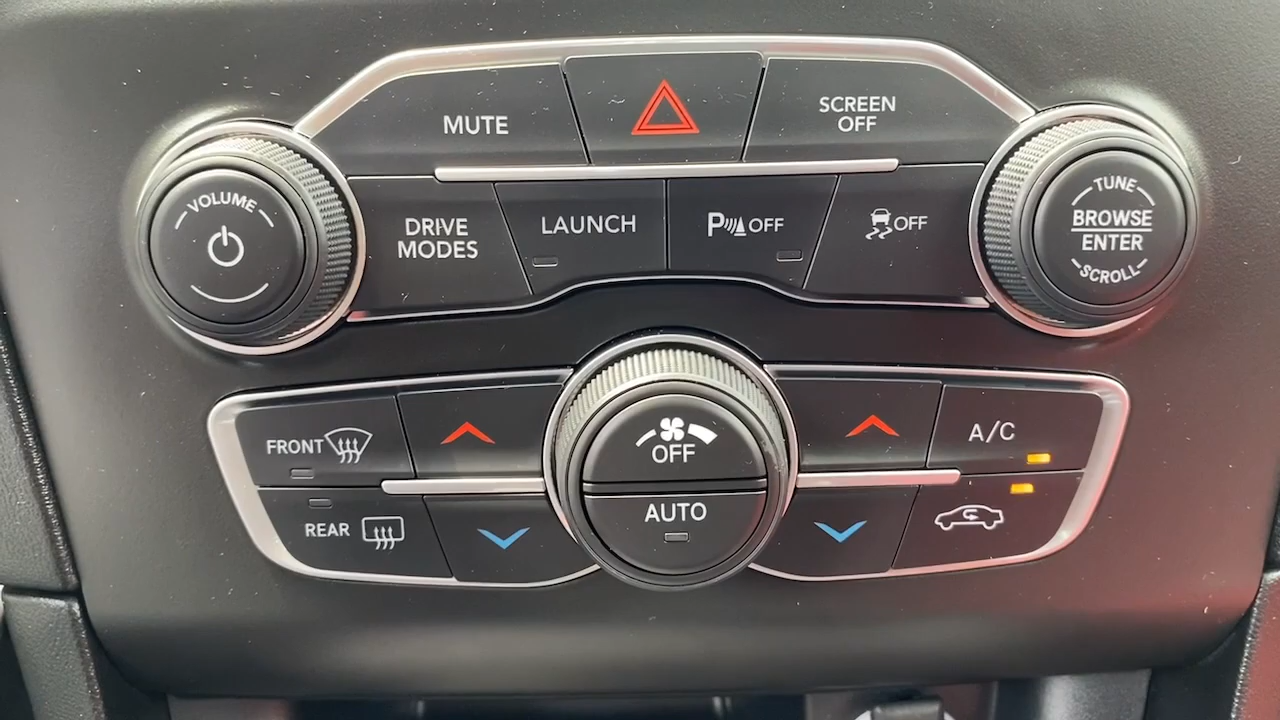 MUTE
SCREEN
OFF
VOLUME
DRIVE
MODES
LAUNCH
P OFF
OFF
TUNE
BROWSE
ENTER
SCROLL
FRONT
OFF
A/C
REAR
AUTO